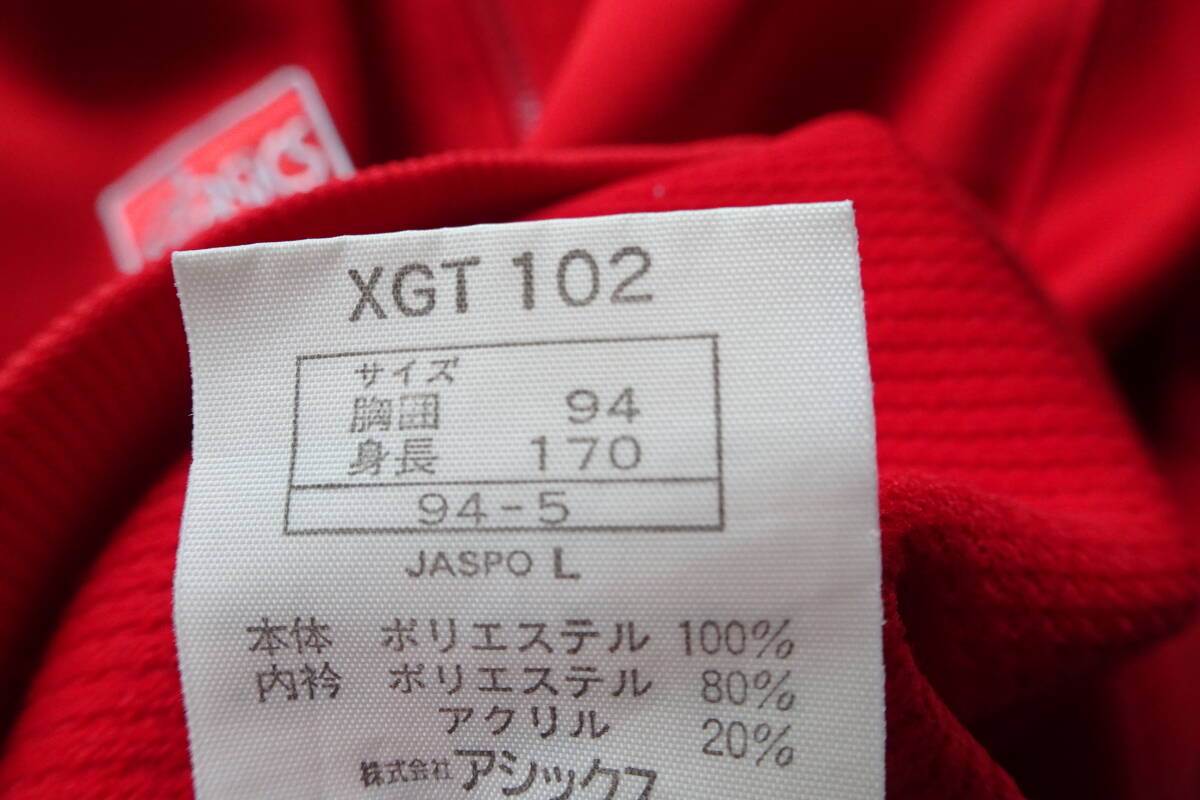 ASICS
XGT 102
サイズ
胸囲 94
身長 170
94-5
JASPO L
本体 ポリエステル 100%
内衿 ポリエステル 80%
アクリル 20%
株式会社 アシックス